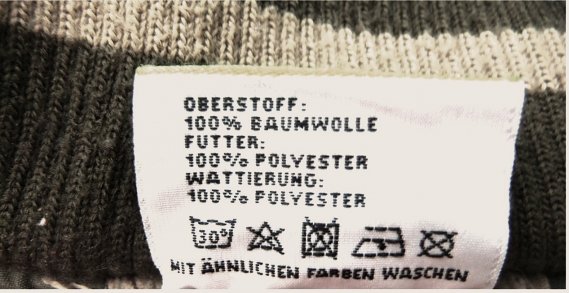 OBERSTOFF:
100% BAUMWOLLE
FUTTER:
100% POLYESTER
WATTIERUNG:
100% POLYESTER
30°
MIT ÄHNLICHEN FARBEN WASCHEN